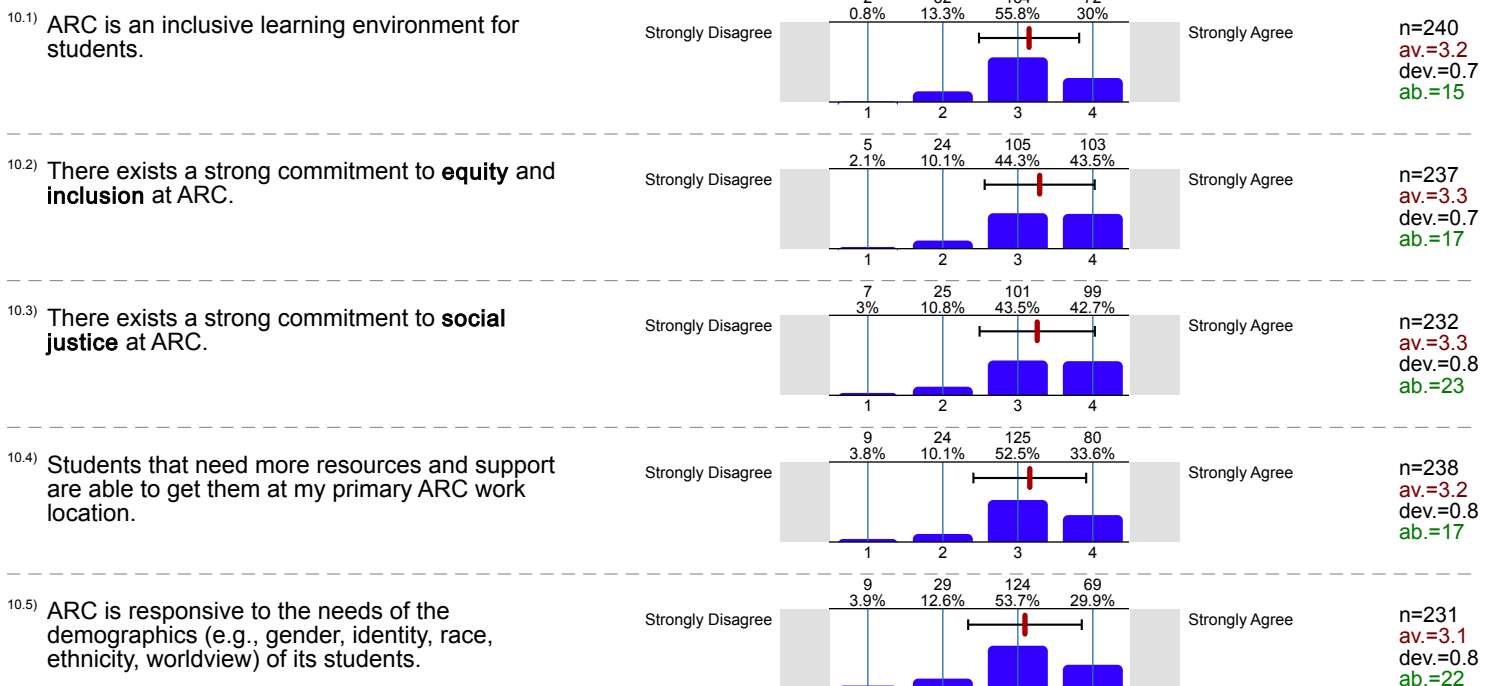 0.8% 13.3% 55.8% 30%
10.1) ARC is an inclusive learning environment for
students.
Strongly Disagree Strongly Agree
n=240
av.=3.2
dev.=0.7
ab.=15
1 2 3 4
5 24 105 103
2.1% 10.1% 44.3% 43.5%
10.2) There exists a strong commitment to equity and
inclusion at ARC.
Strongly Disagree Strongly Agree
n=237
av.=3.3
dev.=0.7
ab.=17
1 2 3 4
7 25 101 99
3% 10.8% 43.5% 42.7%
10.3) There exists a strong commitment to social
justice at ARC.
Strongly Disagree Strongly Agree
n=232
av.=3.3
dev.=0.8
ab.=23
1 2 3 4
9 24 125 80
3.8% 10.1% 52.5% 33.6%
10.4) Students that need more resources and support
are able to get them at my primary ARC work
location.
Strongly Disagree Strongly Agree
n=238
av.=3.2
dev.=0.8
ab.=17
1 2 3 4
9 29 124 69
3.9% 12.6% 53.7% 29.9%
10.5) ARC is responsive to the needs of the
demographics (e.g., gender, identity, race,
ethnicity, worldview) of its students.
Strongly Disagree Strongly Agree
n=231
av.=3.1
dev.=0.8
ab.=22